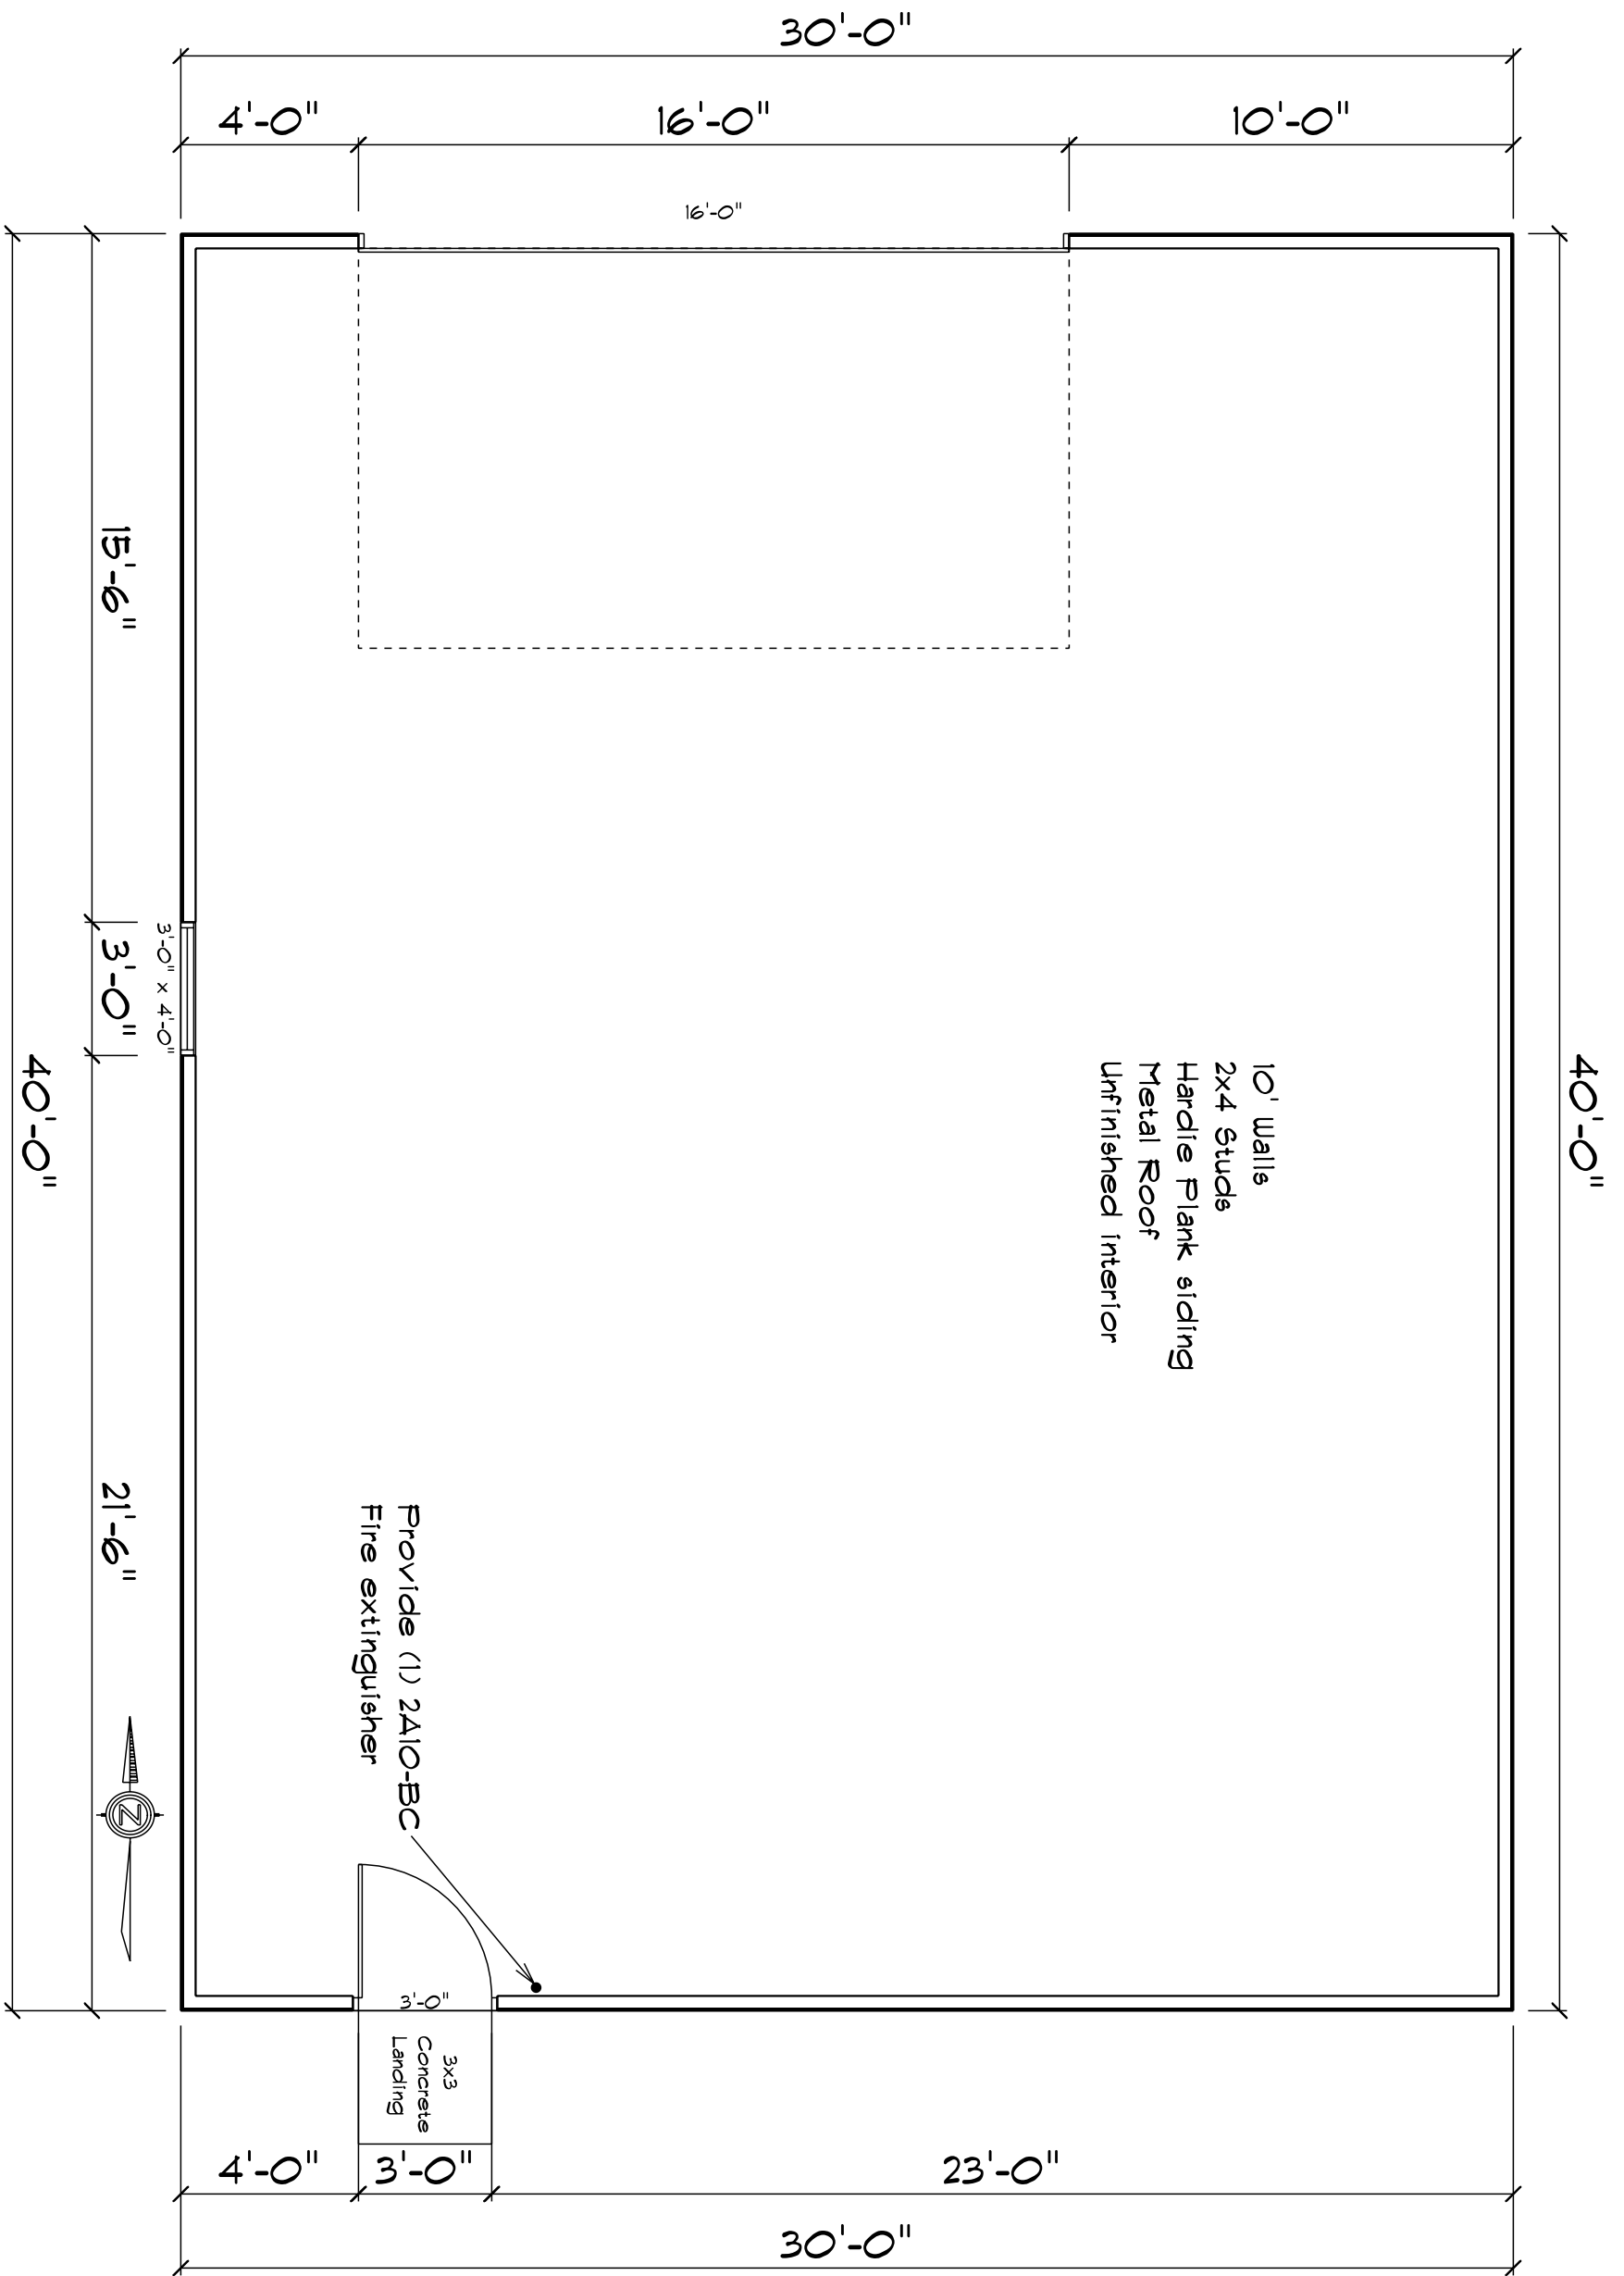 30'-0"
4'-0"
16'-0"
10'-0"
16'-0"
40'-0"
15'-6"
3'-0"
3'-0" x 4'-0"
21'-6"
40'-0"
10' Walls
2x4 Studs
Hardie Plank siding
Metal Roof
Unfinished interior
Provide (1) 2A10-BC
Fire extinguisher
N
3'-0"
3x3
Concrete
Landing
4'-0"
3'-0"
23'-0"
30'-0"